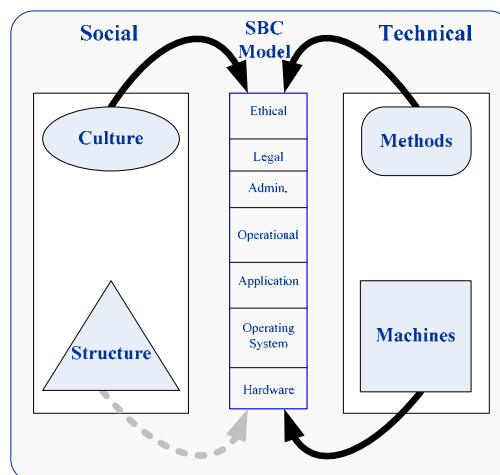 Social
SBC
Model
Technical
Culture
Structure
Ethical
Legal
Admin.
Operational
Application
Operating
System
Hardware
Methods
Machines